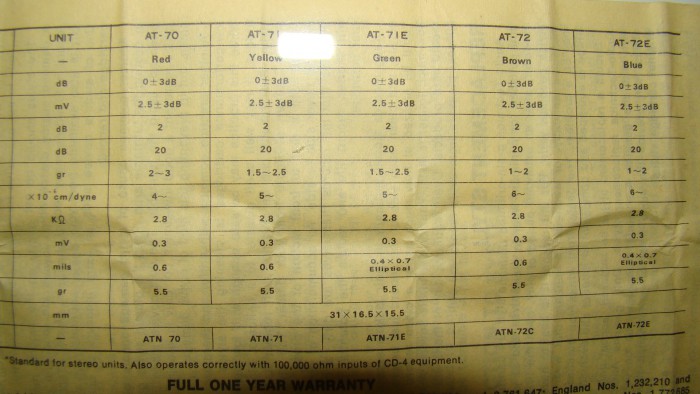 UNIT AT-70 AT-71 AT-71E AT-72 AT-72E
— Red Yellow Green Brown Blue
dB 0±3dB 0±3dB 0±3dB 0±3dB 0±3dB
mV 2.5±3dB 2.5±3dB 2.5±3dB 2.5±3dB 2.5±3dB
dB 2 2 2 2 2
dB 20 20 20 20 20
gr 2~3 1.5~2.5 1.5~2.5 1~2 1~2
×10⁻⁶cm/dyne 4~ 5~ 5~ 6~ 6~
KΩ 2.8 2.8 2.8 2.8 2.8
mV 0.3 0.3 0.3 0.3 0.3
mils 0.6 0.6 0.4×0.7 Elliptical 0.6 0.4×0.7 Elliptical
gr 5.5 5.5 5.5 5.5 5.5
mm 31×16.5×15.5
— ATN 70 ATN-71 ATN-71E ATN-72C ATN-72E
*Standard for stereo units. Also operates correctly with 100,000 ohm inputs of CD-4 equipment.
FULL ONE YEAR WARRANTY
England Nos. 1,232,210 and